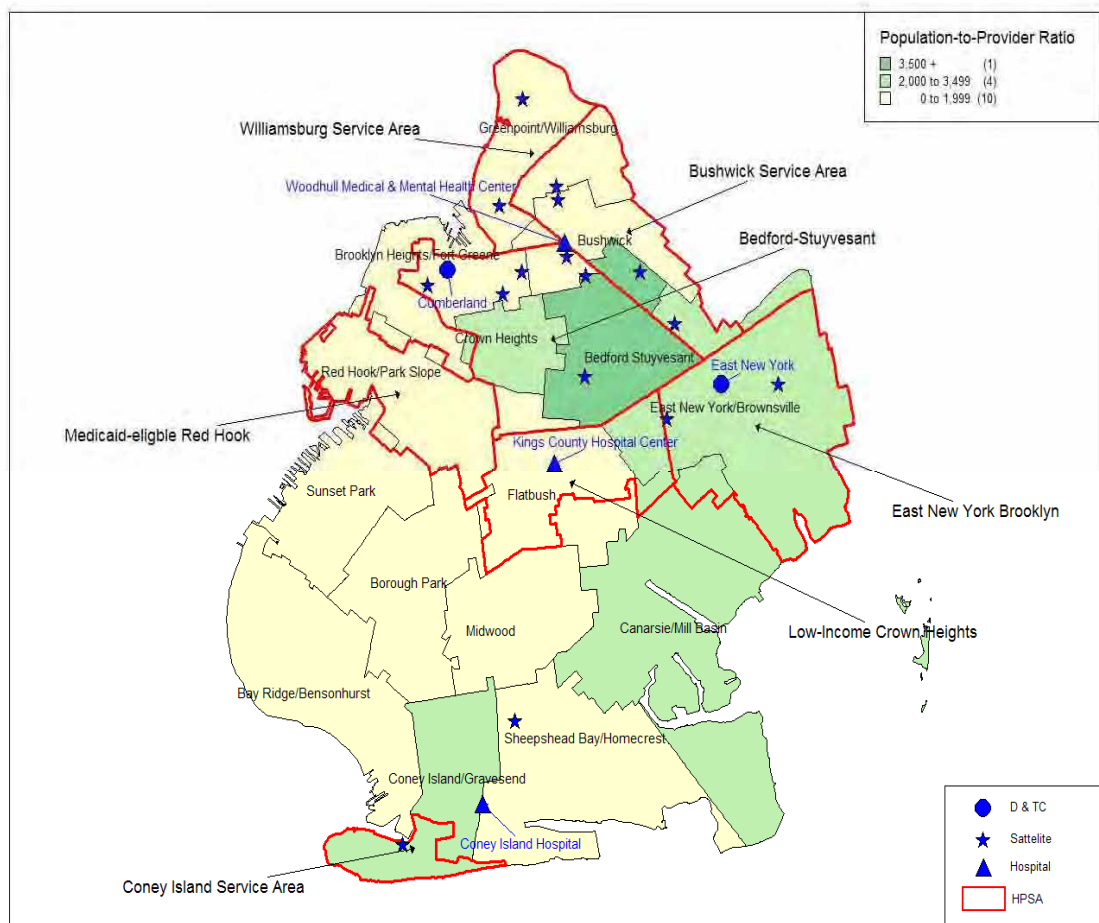 Population-to-Provider Ratio
3,500 + (1)
2,000 to 3,499 (4)
0 to 1,999 (10)
Williamsburg Service Area
Greenpoint/Williamsburg
Woodhull Medical & Mental Health Center
Bushwick Service Area
Bushwick
Bedford-Stuyvesant
Brooklyn Heights/Fort Greene
Cumberland
Crown Heights
Bedford Stuyvesant
East New York
Red Hook/Park Slope
East New York/Brownsville
Medicaid-eligble Red Hook
Kings County Hospital Center
Sunset Park
Flatbush
East New York Brooklyn
Borough Park
Midwood
Canarsie/Mill Basin
Low-Income Crown Heights
Bay Ridge/Bensonhurst
Sheepshead Bay/Homecrest
Coney Island/Gravesend
Coney Island Hospital
Coney Island Service Area
D & TC
Sattelite
Hospital
HPSA